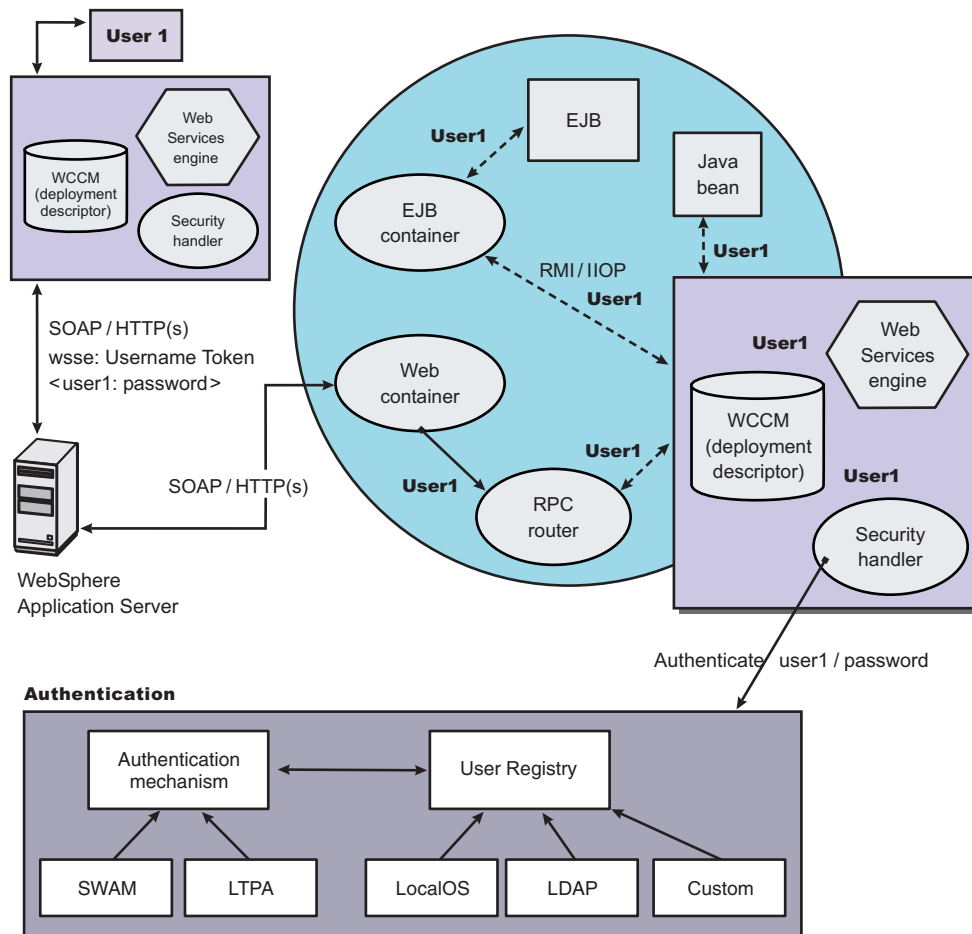 User 1
Web
Services
engine
WCCM
(deployment
descriptor)
Security
handler
SOAP / HTTP(s)
wsse: Username Token
<user1: password>
WebSphere
Application Server
SOAP / HTTP(s)
EJB
User1
EJB
container
Java
bean
User1
RMI / IIOP
User1
Web
container
User1
RPC
router
User1
User1
Web
Services
engine
WCCM
(deployment
descriptor)
User1
Security
handler
Authenticate user1 / password
Authentication
Authentication
mechanism
User Registry
SWAM
LTPA
LocalOS
LDAP
Custom